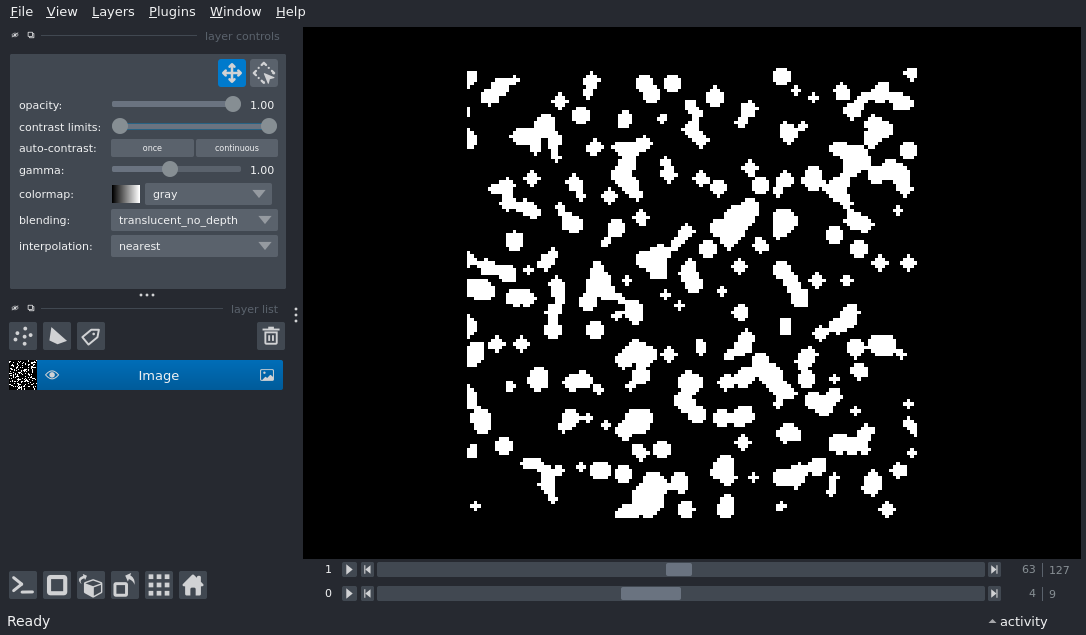 File View Layers Plugins Window Help
layer controls
opacity: 1.00
contrast limits:
auto-contrast: once continuous
gamma: 1.00
colormap: gray
blending: translucent_no_depth
interpolation: nearest
layer list
Image
1 63 127
0 4 9
Ready activity